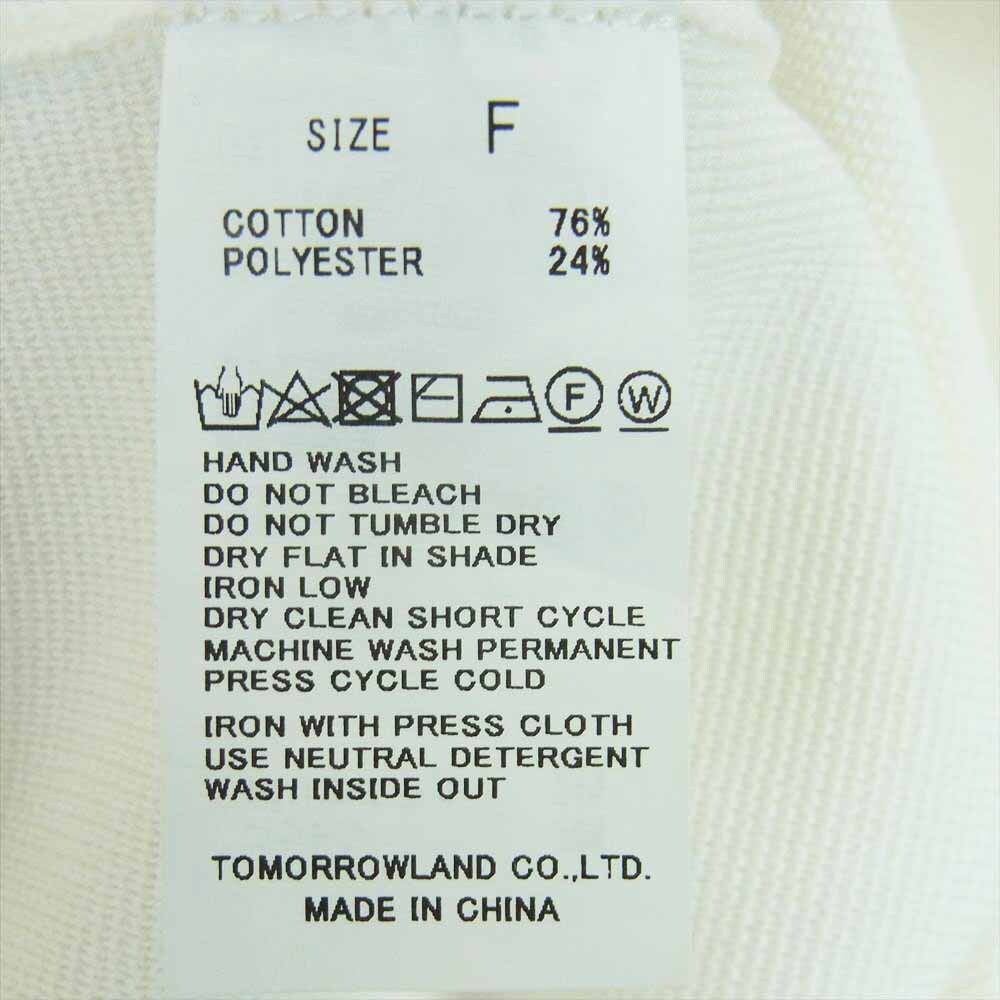 SIZE F
COTTON 76%
POLYESTER 24%
F W
HAND WASH
DO NOT BLEACH
DO NOT TUMBLE DRY
DRY FLAT IN SHADE
IRON LOW
DRY CLEAN SHORT CYCLE
MACHINE WASH PERMANENT
PRESS CYCLE COLD
IRON WITH PRESS CLOTH
USE NEUTRAL DETERGENT
WASH INSIDE OUT
TOMORROWLAND CO.,LTD.
MADE IN CHINA